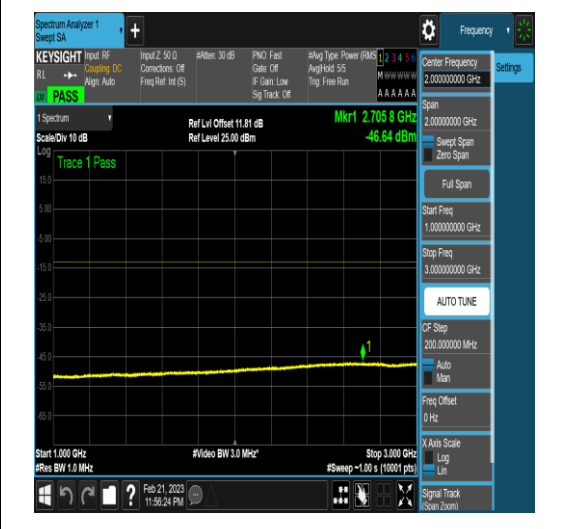 Spectrum Analyzer 1
Swept SA
Frequency
KEYSIGHT
RL
PASS
Input: RF
Coupling: DC
Align: Auto
Input Z: 50 Ω
Corrections: Off
Freq Ref: Int (S)
#Atten: 30 dB
PNO: Fast
Gate: Off
IF Gain: Low
Sig Track: Off
#Avg Type: Power (RMS
Avg|Hold: 5/5
Trig: Free Run
1 2 3 4 5 6
M W W W W W
A A A A A A
1 Spectrum
Scale/Div 10 dB
Ref Lvl Offset 11.81 dB
Ref Level 25.00 dBm
Mkr1 2.705 8 GHz
-46.64 dBm
Log
Trace 1 Pass
15.0
5.00
-5.00
-15.0
-25.0
-35.0
-45.0
-55.0
-65.0
1
Start 1.000 GHz
#Res BW 1.0 MHz
#Video BW 3.0 MHz*
Stop 3.000 GHz
#Sweep ~1.00 s (10001 pts)
Feb 21, 2023
11:56:24 PM
Center Frequency
2.000000000 GHz
Span
2.00000000 GHz
Swept Span
Zero Span
Full Span
Start Freq
1.000000000 GHz
Stop Freq
3.000000000 GHz
AUTO TUNE
CF Step
200.000000 MHz
Auto
Man
Freq Offset
0 Hz
X Axis Scale
Log
Lin
Signal Track
(Span Zoom)
Settings